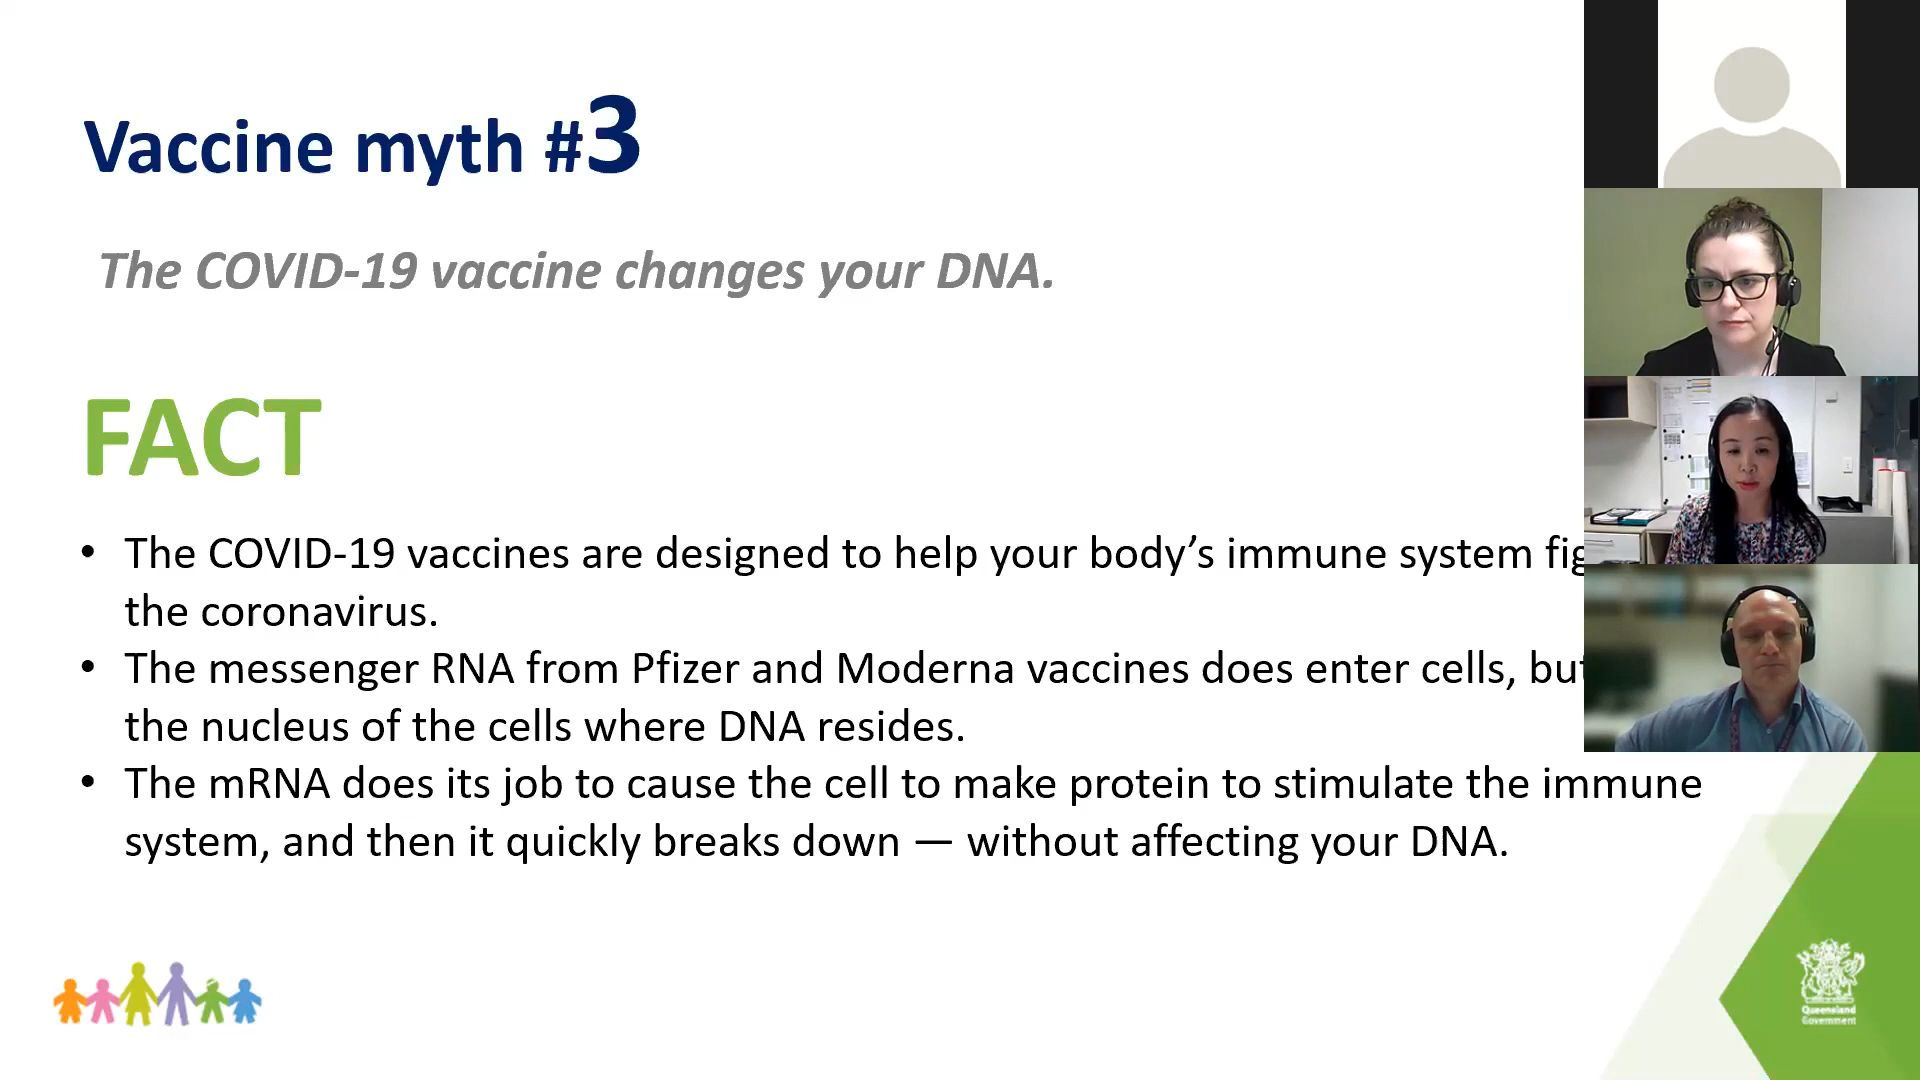 Vaccine myth #3
The COVID-19 vaccine changes your DNA.
FACT
• The COVID-19 vaccines are designed to help your body’s immune system
the coronavirus.
• The messenger RNA from Pfizer and Moderna vaccines does enter cells,
the nucleus of the cells where DNA resides.
• The mRNA does its job to cause the cell to make protein to stimulate the immune
system, and then it quickly breaks down — without affecting your DNA.
Queensland
Government